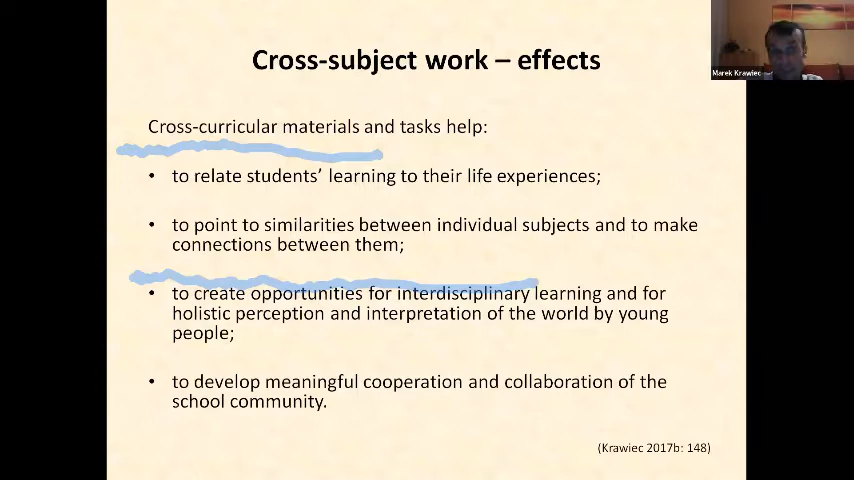 Cross-subject work – effects
Marek Krawiec
Cross-curricular materials and tasks help:
• to relate students’ learning to their life experiences;
• to point to similarities between individual subjects and to make
connections between them;
• to create opportunities for interdisciplinary learning and for
holistic perception and interpretation of the world by young
people;
• to develop meaningful cooperation and collaboration of the
school community.
(Krawiec 2017b: 148)